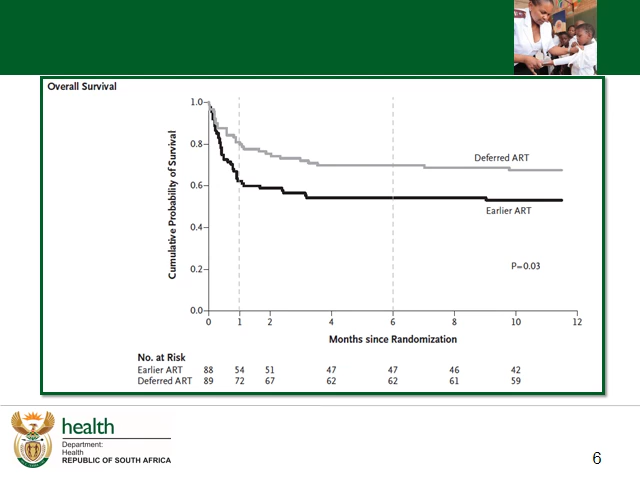 Overall Survival
1.0
0.8
0.6
0.4
0.2
0.0
Cumulative Probability of Survival
Deferred ART
Earlier ART
P=0.03
0 1 2 4 6 8 10 12
Months since Randomization
No. at Risk
Earlier ART 88 54 51 47 47 46 42
Deferred ART 89 72 67 62 62 61 59
health
Department:
Health
REPUBLIC OF SOUTH AFRICA
6